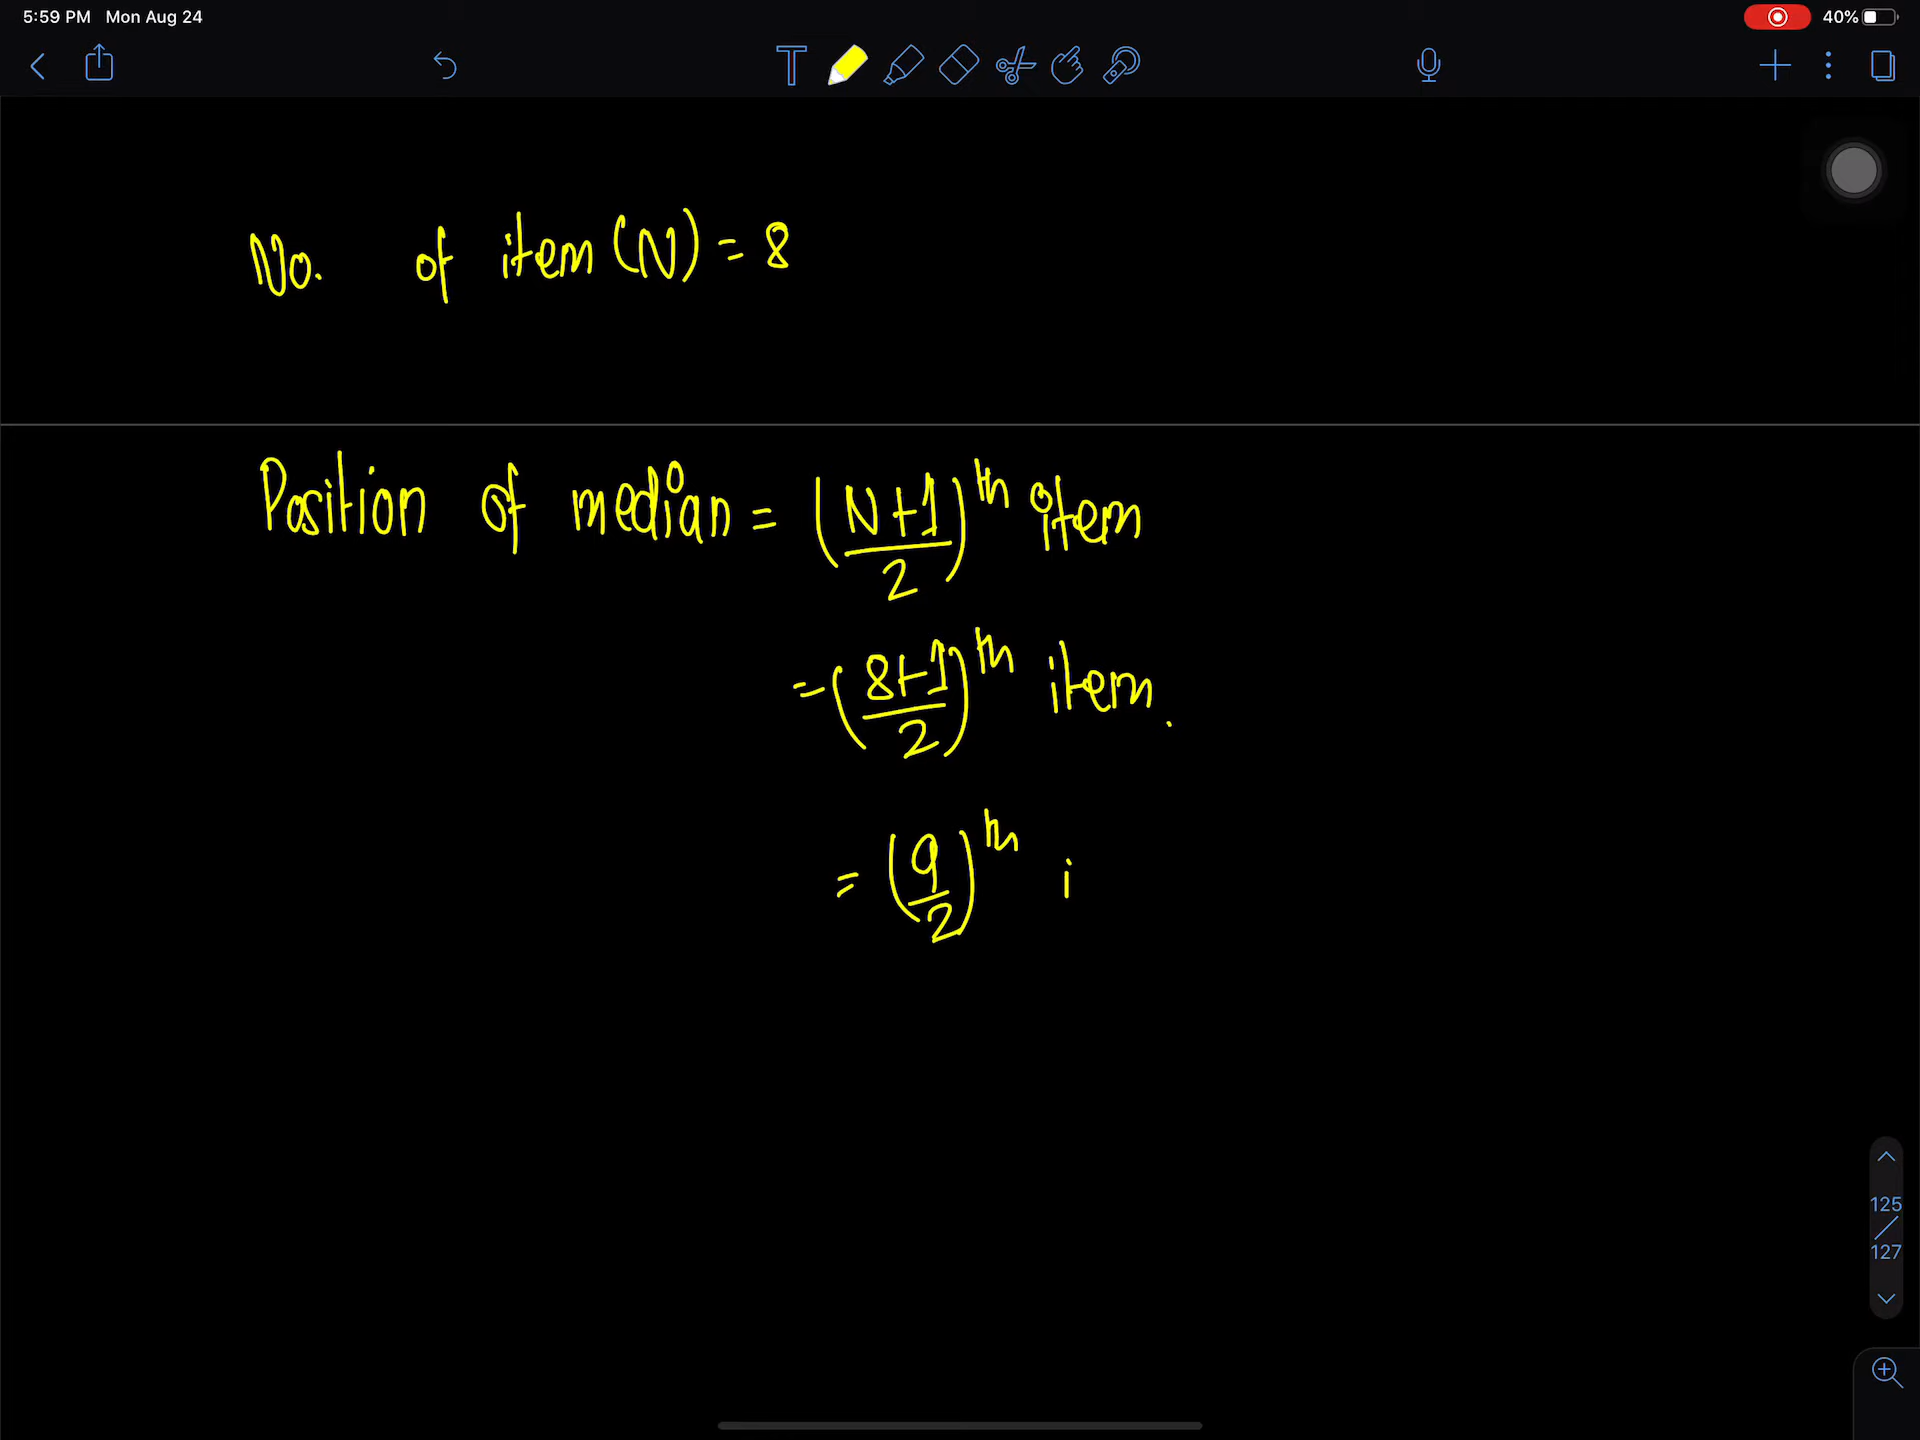 5:59 PM Mon Aug 24 40%
T
No. of item (N) = 8
Position of median = (N+1/2)th item
= (8+1/2)th item.
= (9/2)th i
125
127